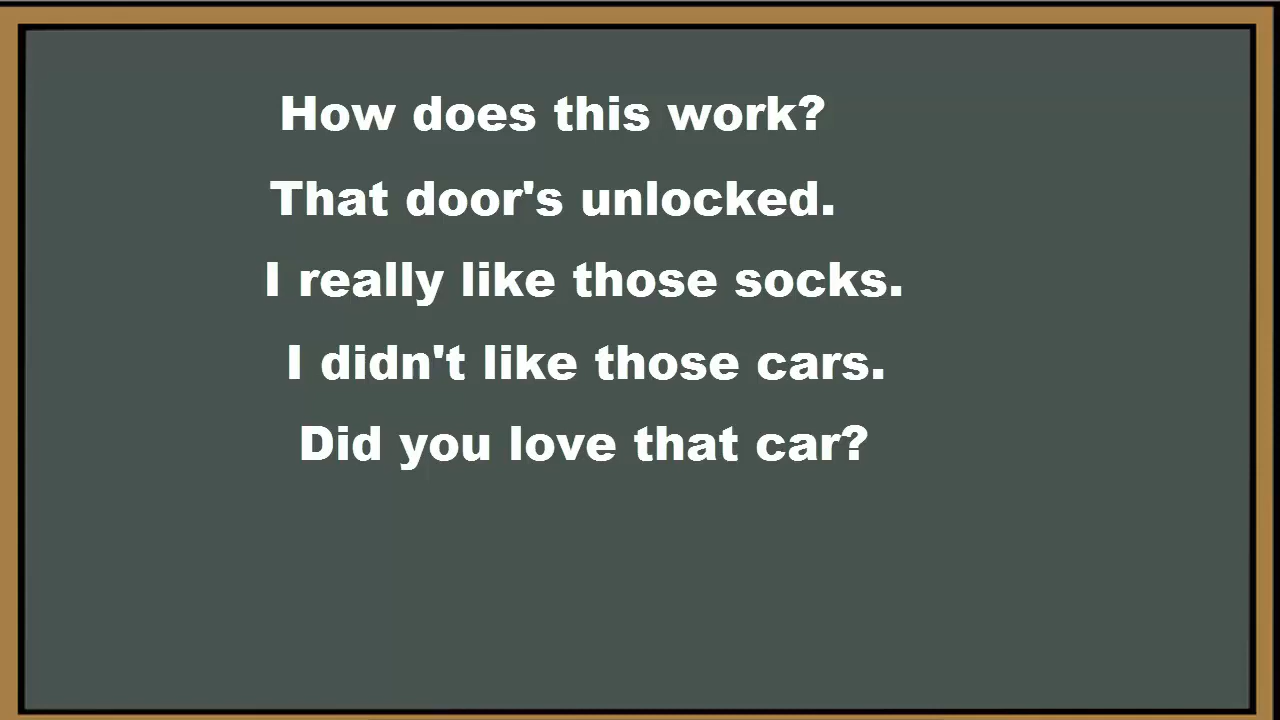 How does this work?
That door's unlocked.
I really like those socks.
I didn't like those cars.
Did you love that car?